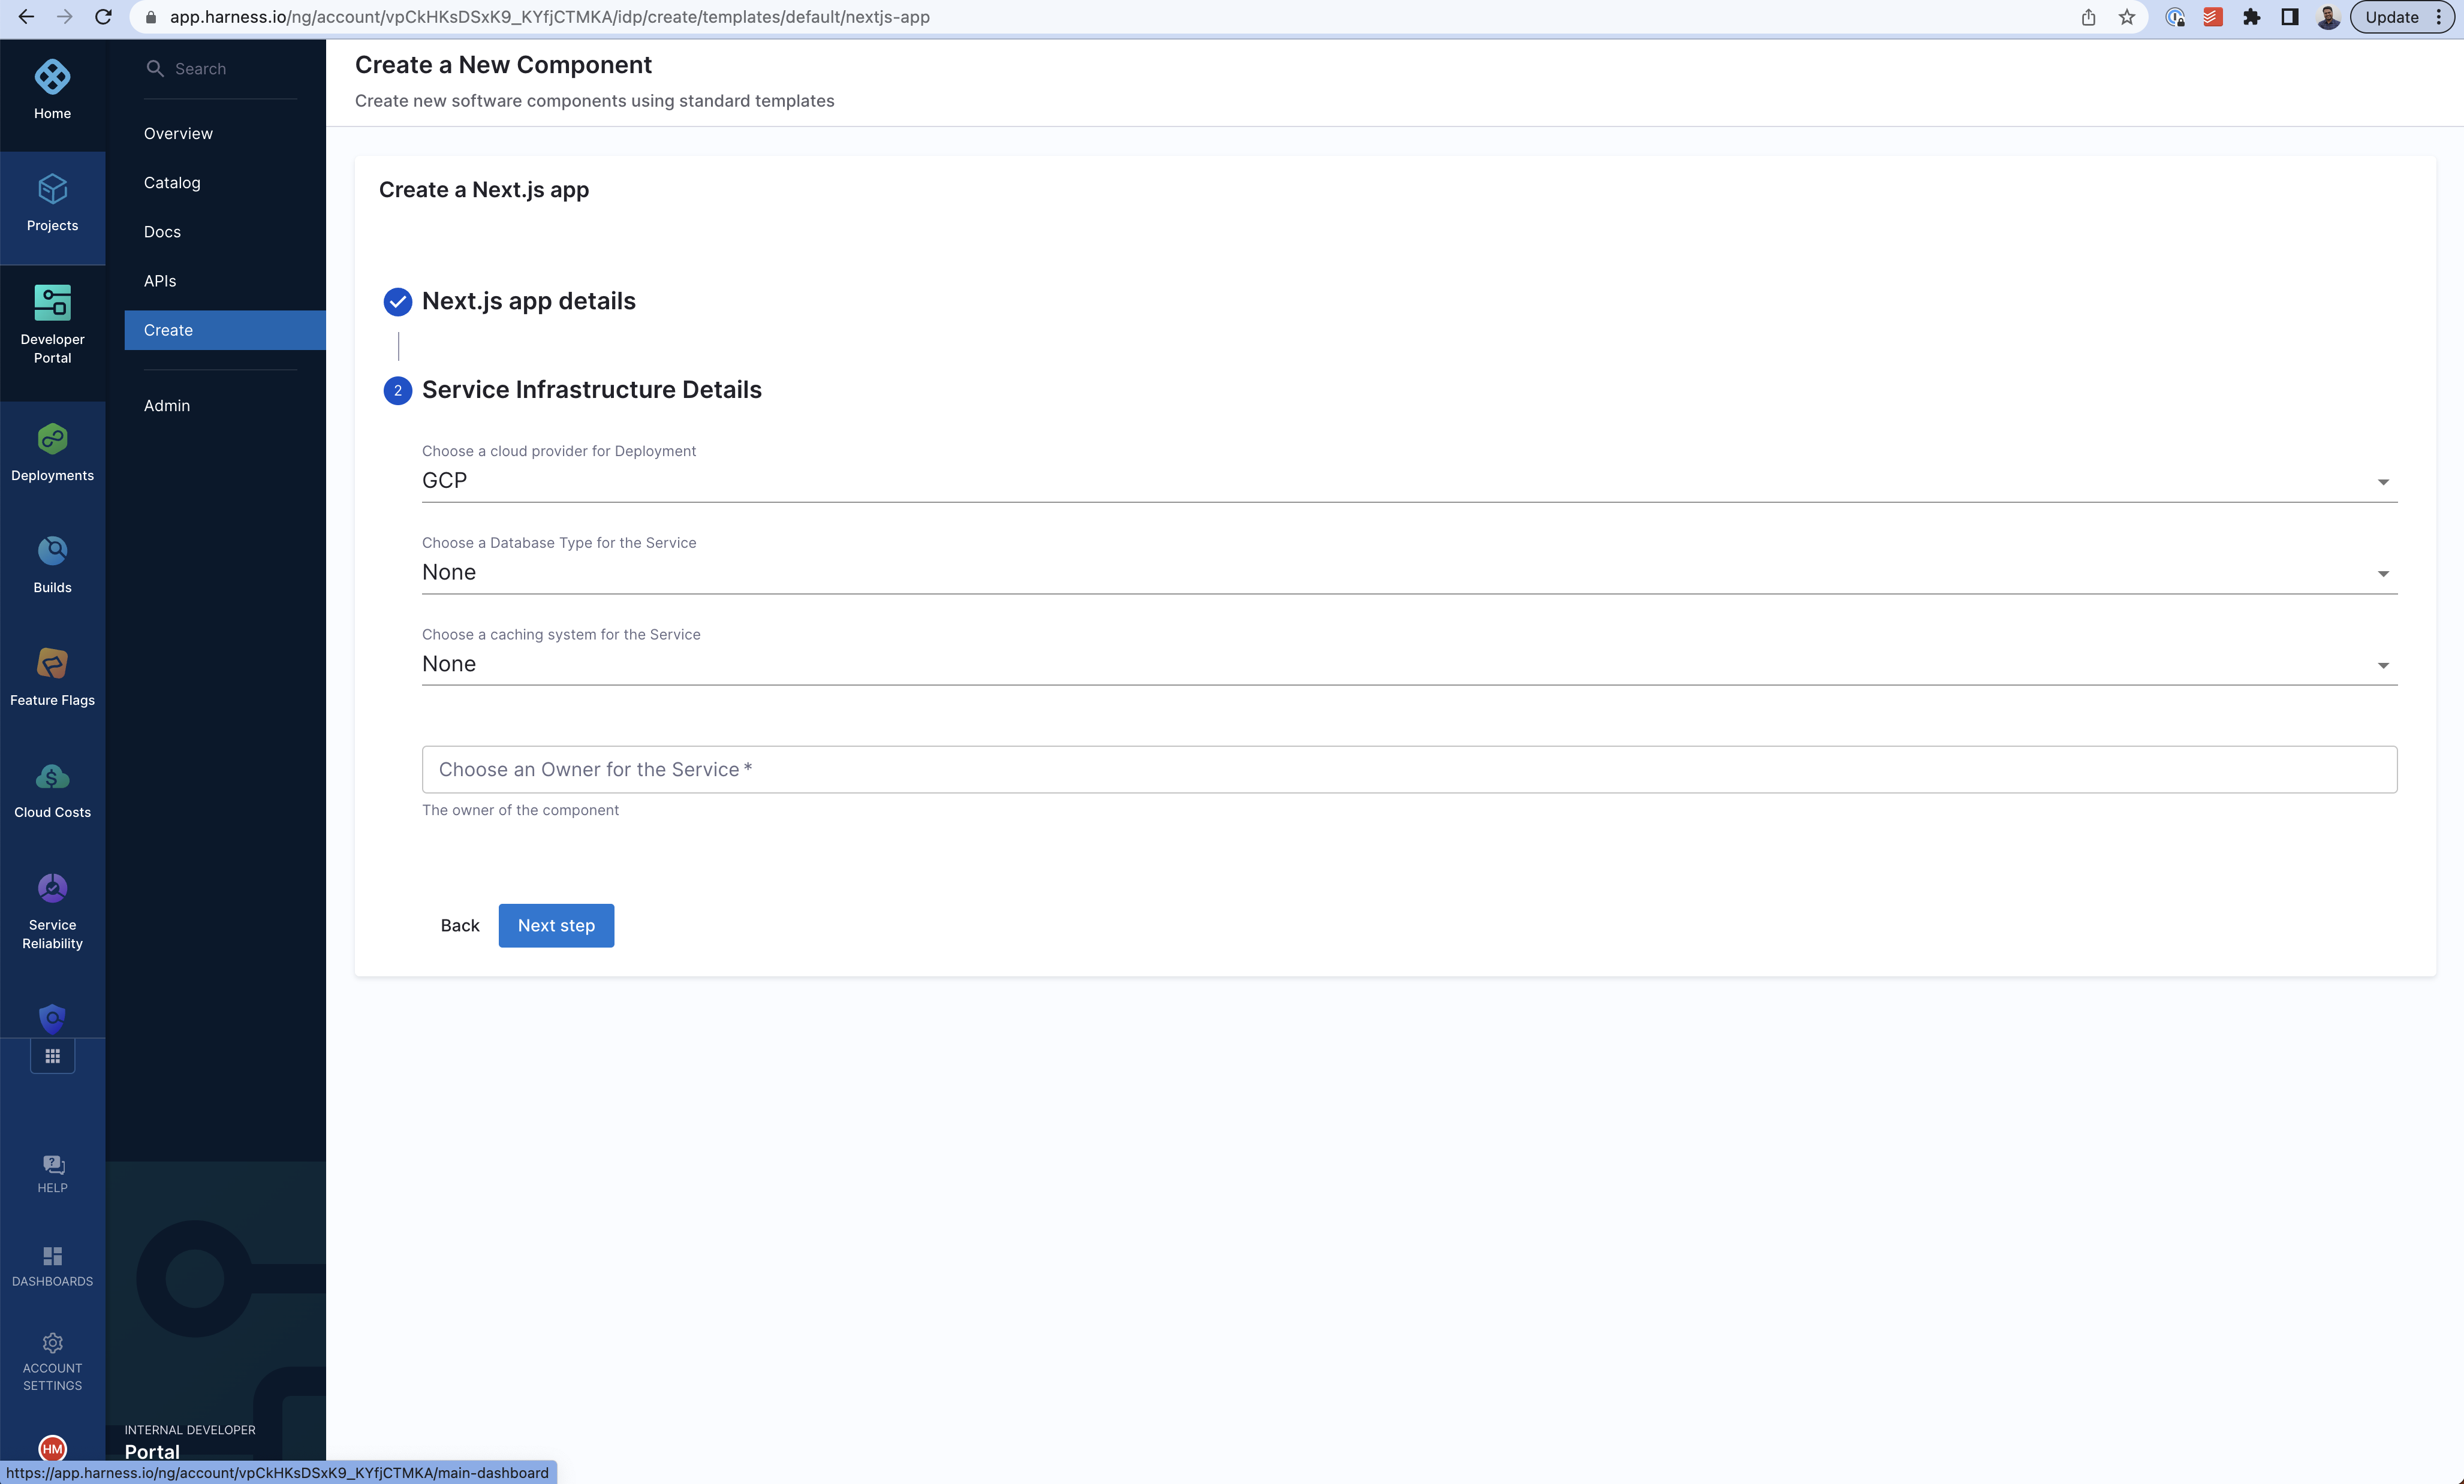 app.harness.io/ng/account/vpCkHKsDSxK9_KYfjCTMKA/idp/create/templates/default/nextjs-app
Update
Home
Projects
Developer
Portal
Deployments
Builds
Feature Flags
Cloud Costs
Service
Reliability
HELP
DASHBOARDS
ACCOUNT
SETTINGS
HM
Search
Overview
Catalog
Docs
APIs
Create
Admin
INTERNAL DEVELOPER
Portal
Create a New Component
Create new software components using standard templates
Create a Next.js app
Next.js app details
2 Service Infrastructure Details
Choose a cloud provider for Deployment
GCP
Choose a Database Type for the Service
None
Choose a caching system for the Service
None
Choose an Owner for the Service *
The owner of the component
Back
Next step
https://app.harness.io/ng/account/vpCkHKsDSxK9_KYfjCTMKA/main-dashboard